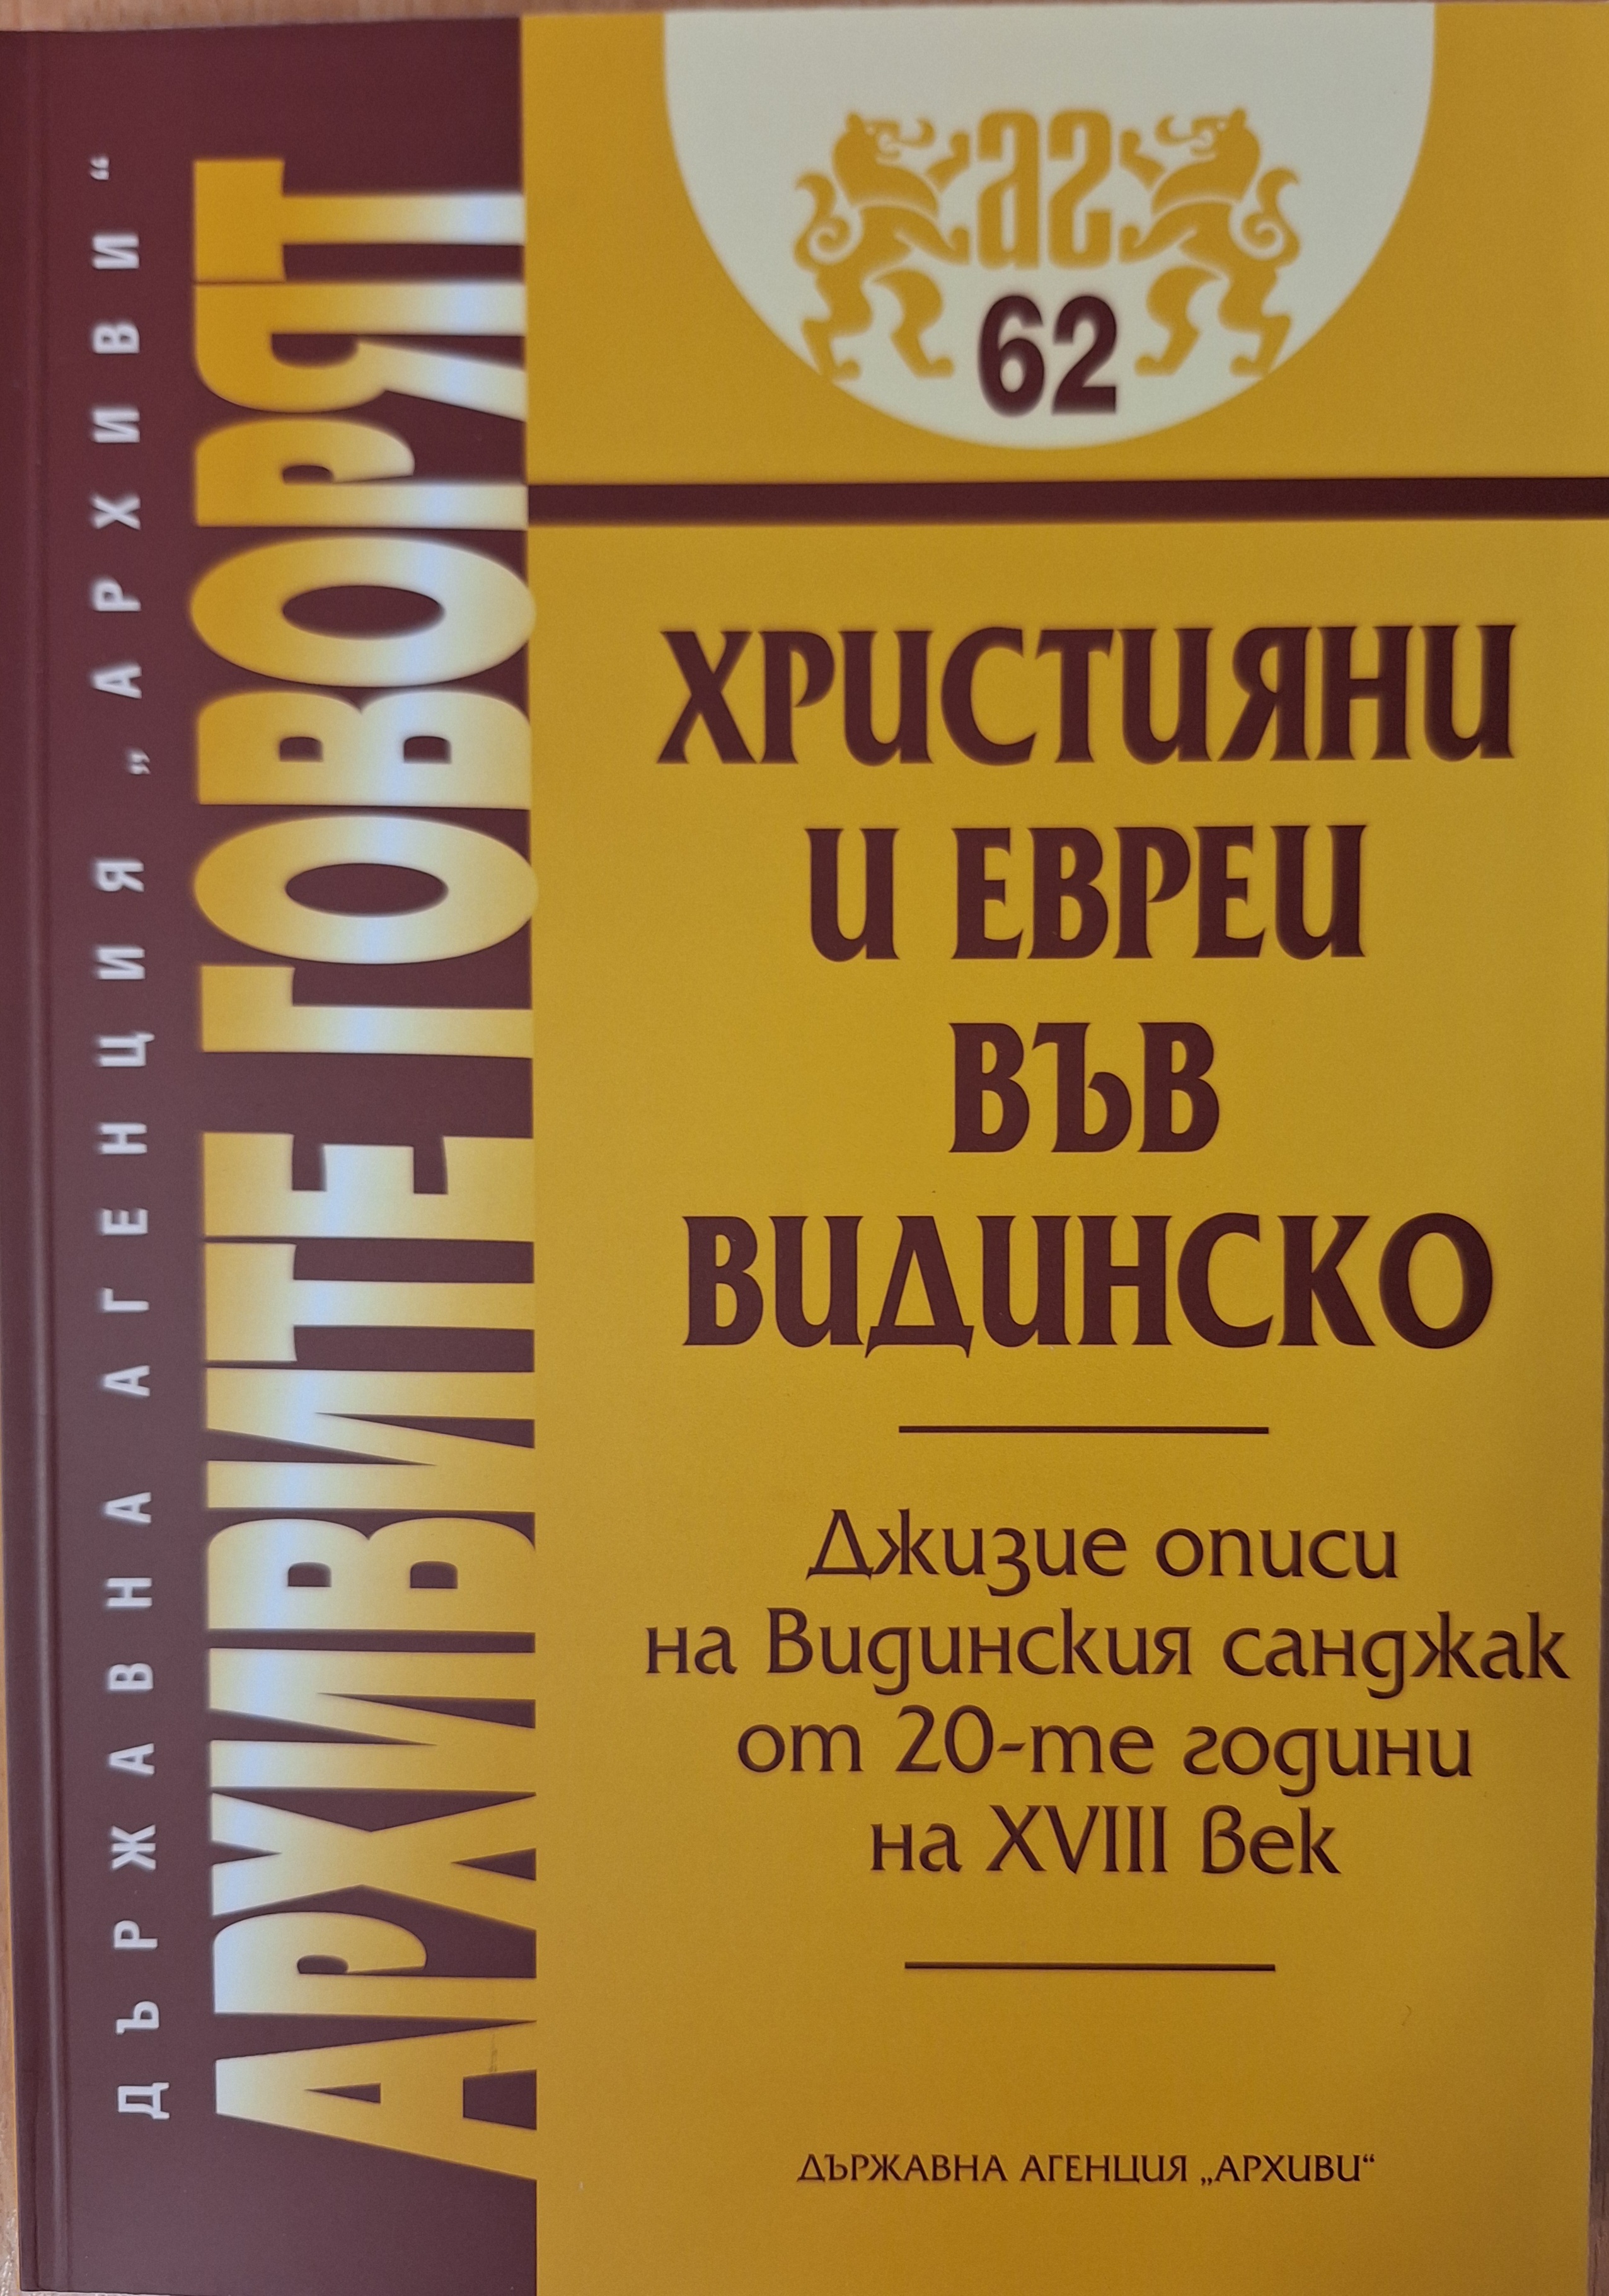 ДЪРЖАВНА АГЕНЦИЯ „АРХИВИ“
АРХИВИТЕ ГОВОРЯТ
аг
62
ХРИСТИЯНИ
И ЕВРЕИ
ВЪВ
ВИДИНСКО
Джизие описи
на Видинския санджак
от 20-те години
на XVIII век
ДЪРЖАВНА АГЕНЦИЯ „АРХИВИ“